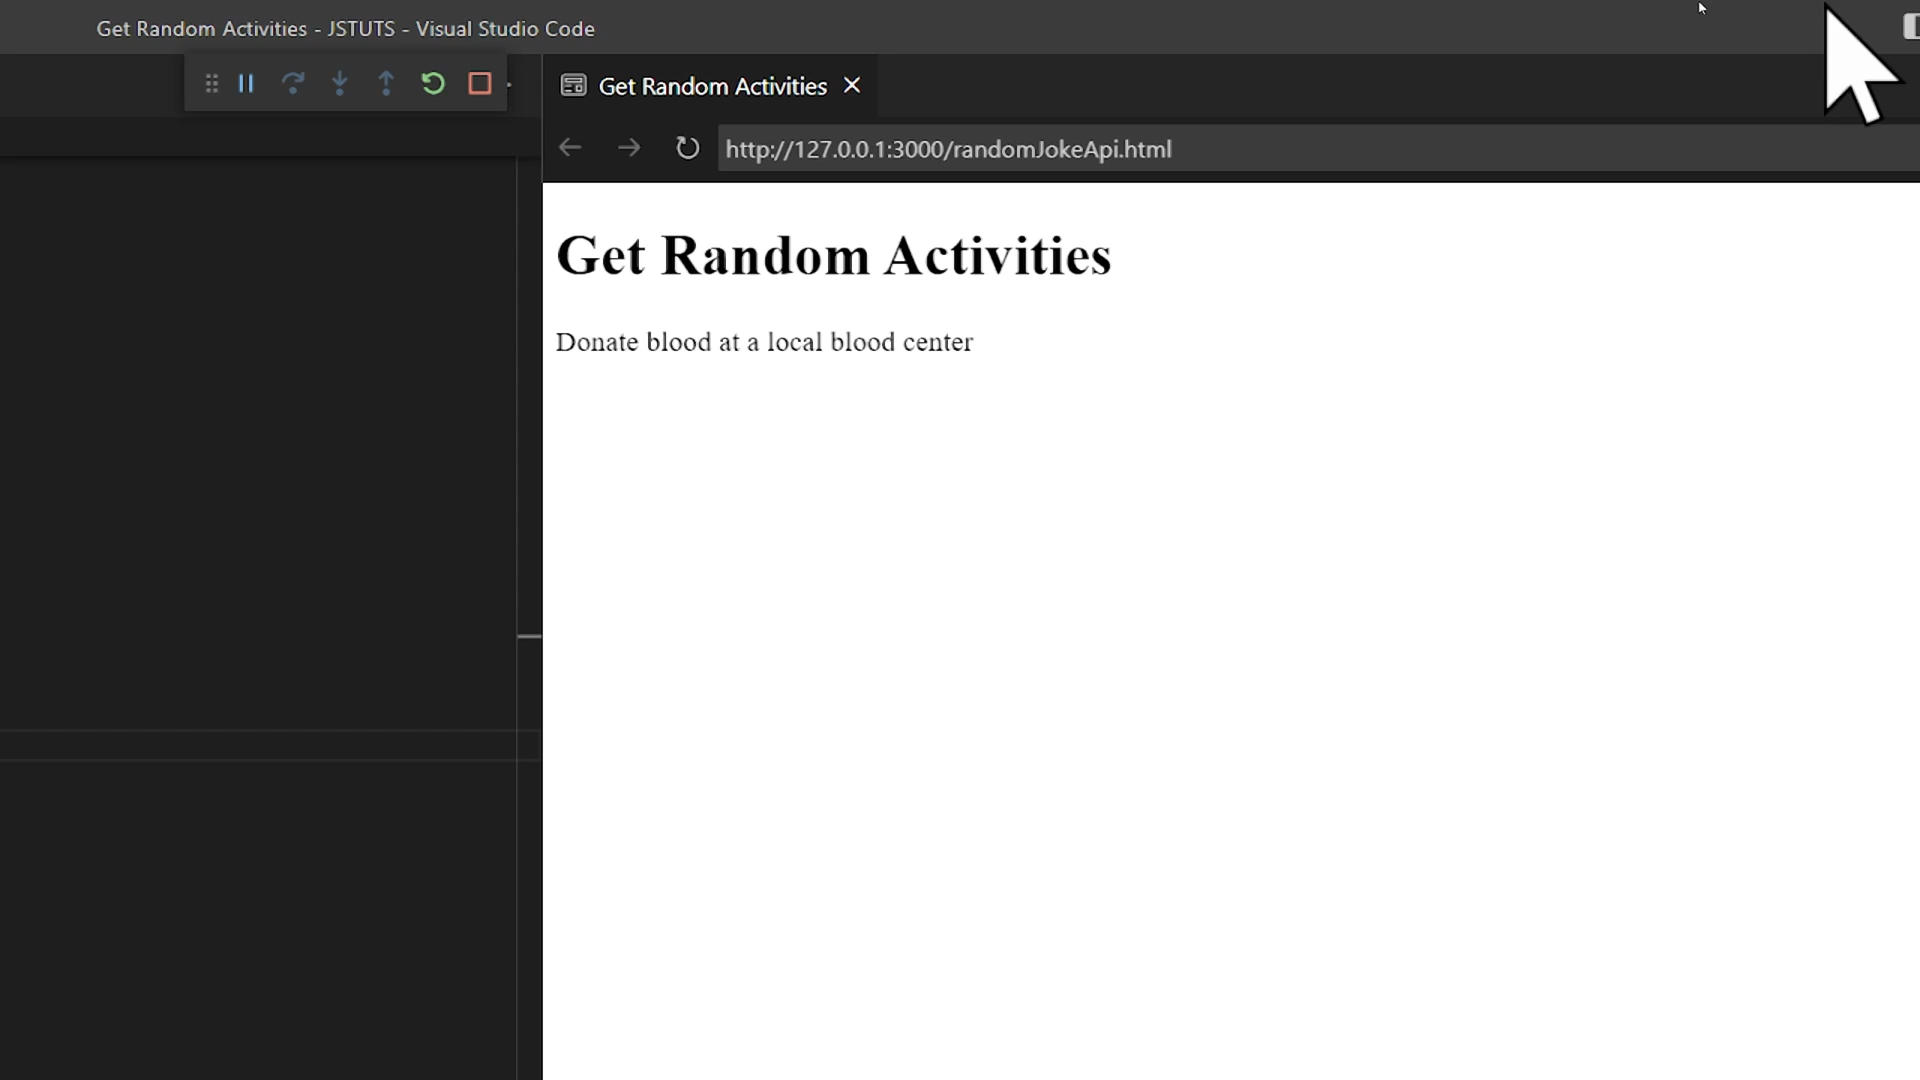 Get Random Activities - JSTUTS - Visual Studio Code
Get Random Activities
http://127.0.0.1:3000/randomJokeApi.html
Get Random Activities
Donate blood at a local blood center